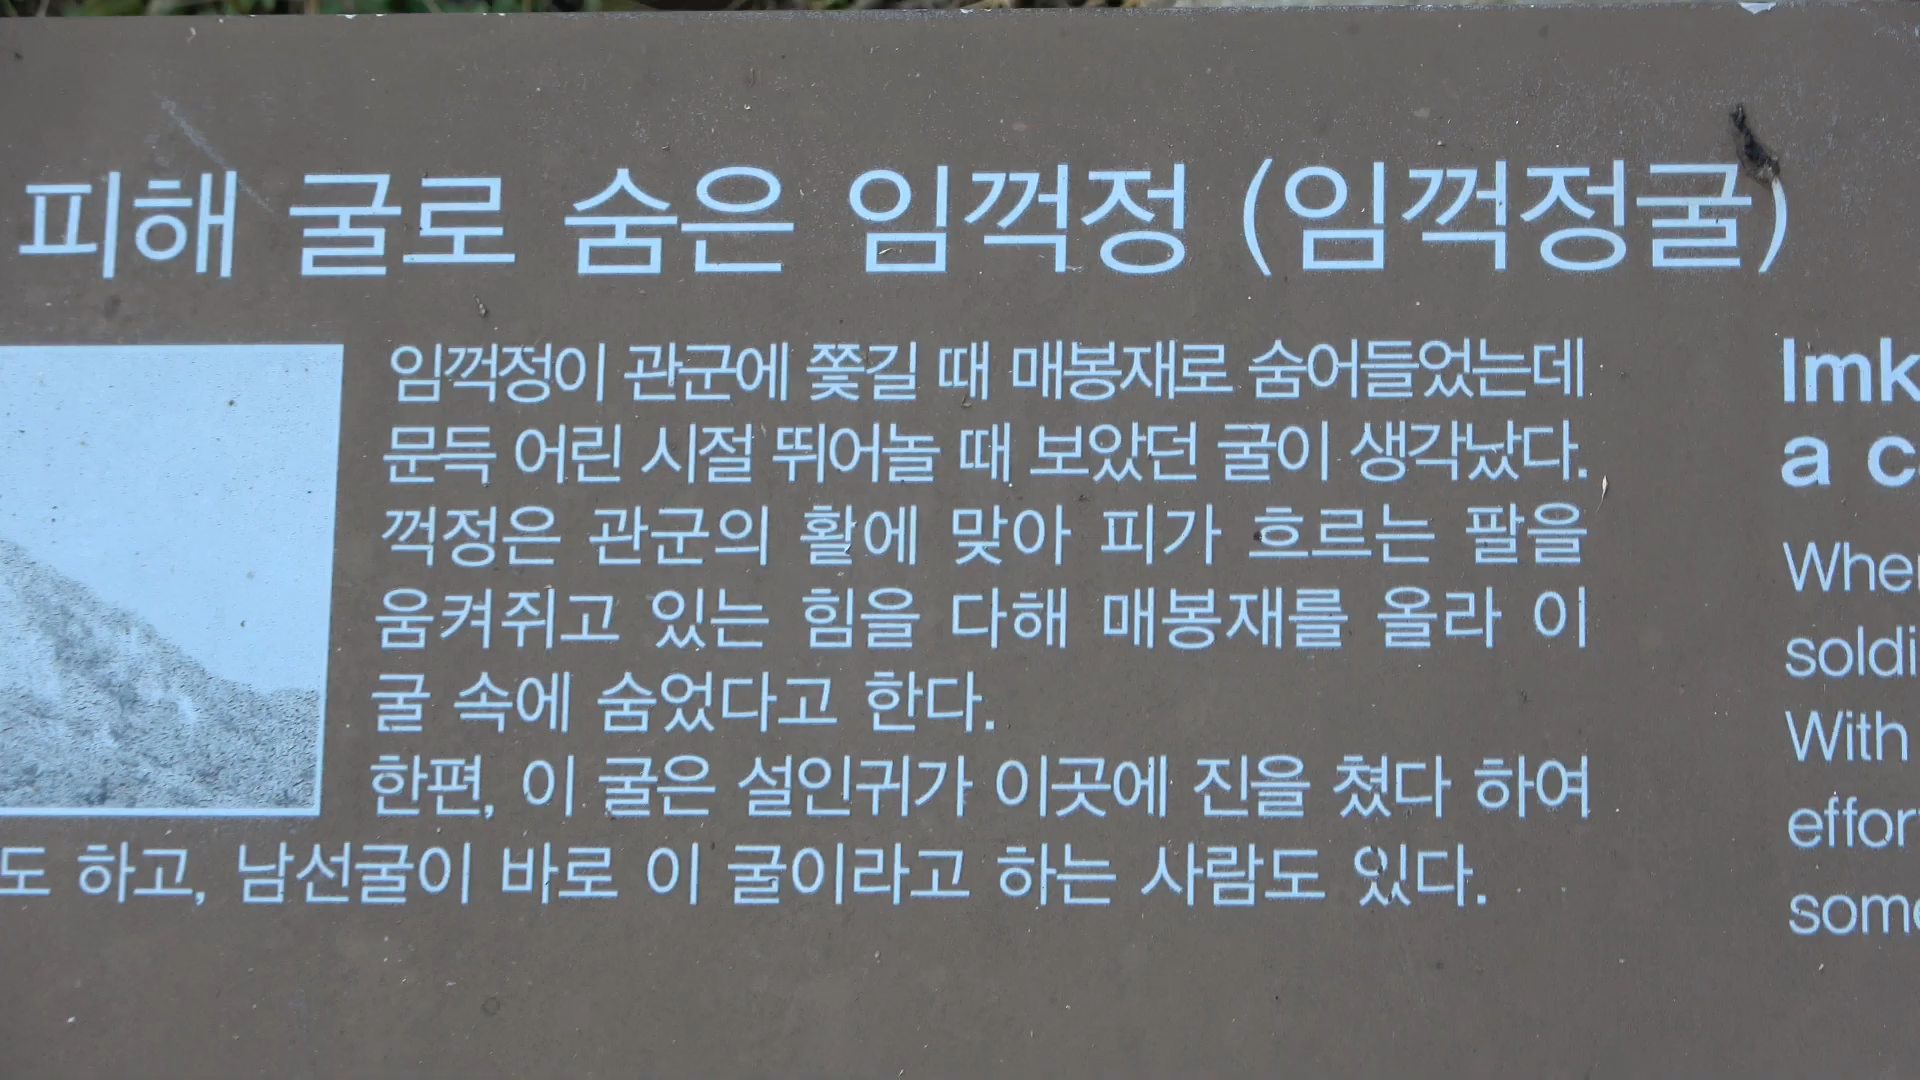 피해 굴로 숨은 임꺽정 (임꺽정굴)
임꺽정이 관군에 쫓길 때 매봉재로 숨어들었는데
문득 어린 시절 뛰어놀 때 보았던 굴이 생각났다.
꺽정은 관군의 활에 맞아 피가 흐르는 팔을
움켜쥐고 있는 힘을 다해 매봉재를 올라 이
굴 속에 숨었다고 한다.
한편, 이 굴은 설인귀가 이곳에 진을 쳤다 하여
도 하고, 남선굴이 바로 이 굴이라고 하는 사람도 있다.
Imk
a c
Whe
soldi
With
effor
some